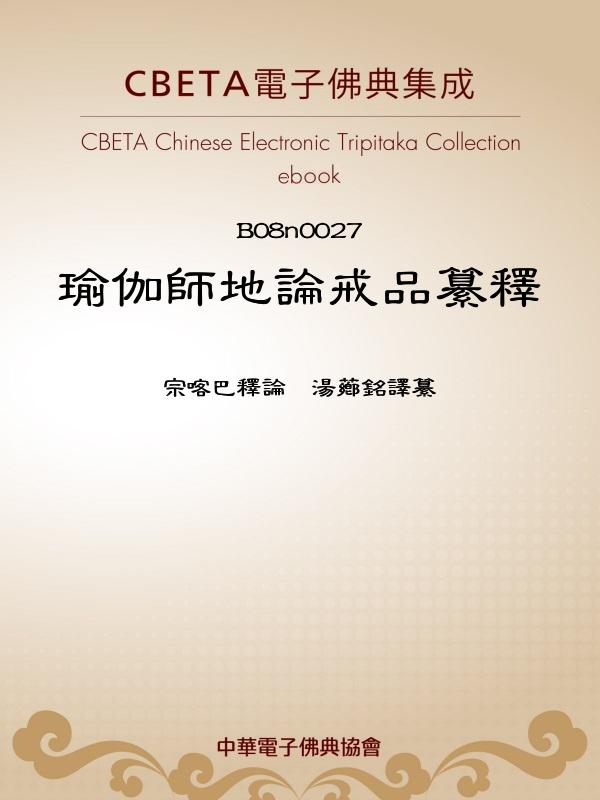 CBETA電子佛典集成
CBETA Chinese Electronic Tripitaka Collection
ebook
B08n0027
瑜伽師地論戒品纂釋
宗喀巴釋論　湯薌銘譯纂
中華電子佛典協會